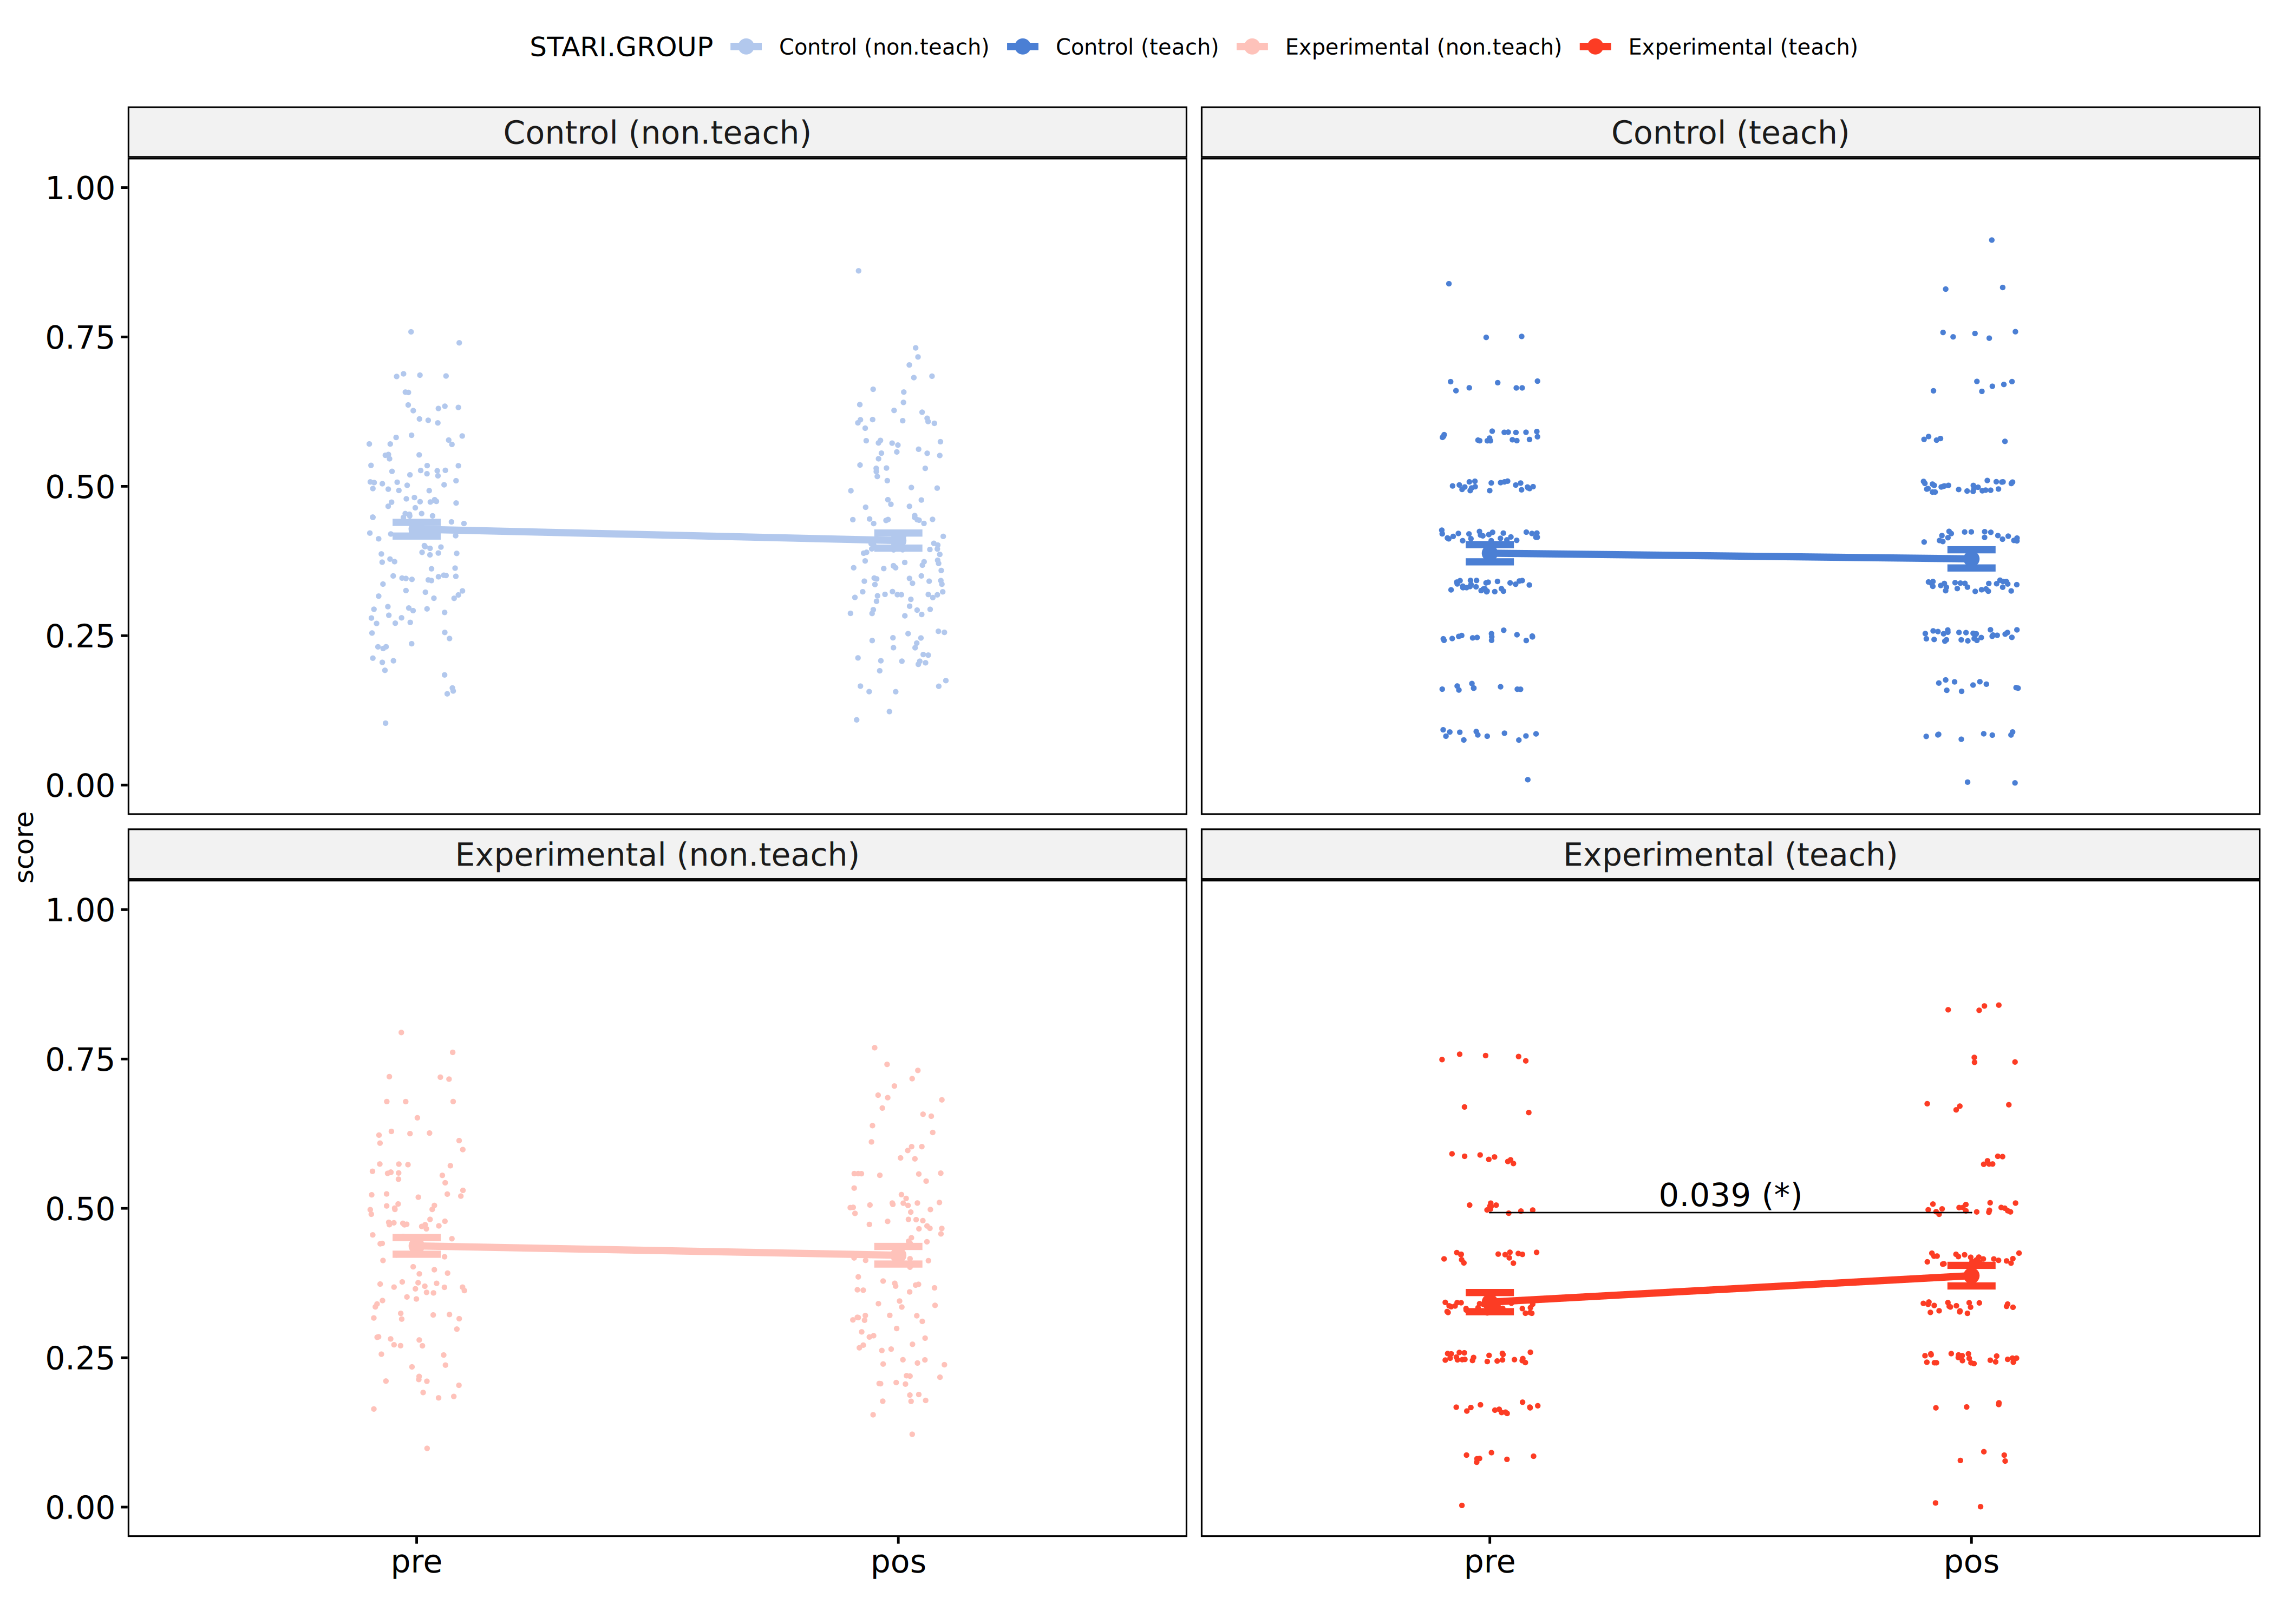 STARI.GROUP Control (non.teach) Control (teach) Experimental (non.teach) Experimental (teach)
Control (non.teach) Control (teach)
1.00
0.75
0.50
0.25
0.00
score
Experimental (non.teach) Experimental (teach)
1.00
0.75
0.50
0.039 (*)
0.25
0.00
pre pos pre pos